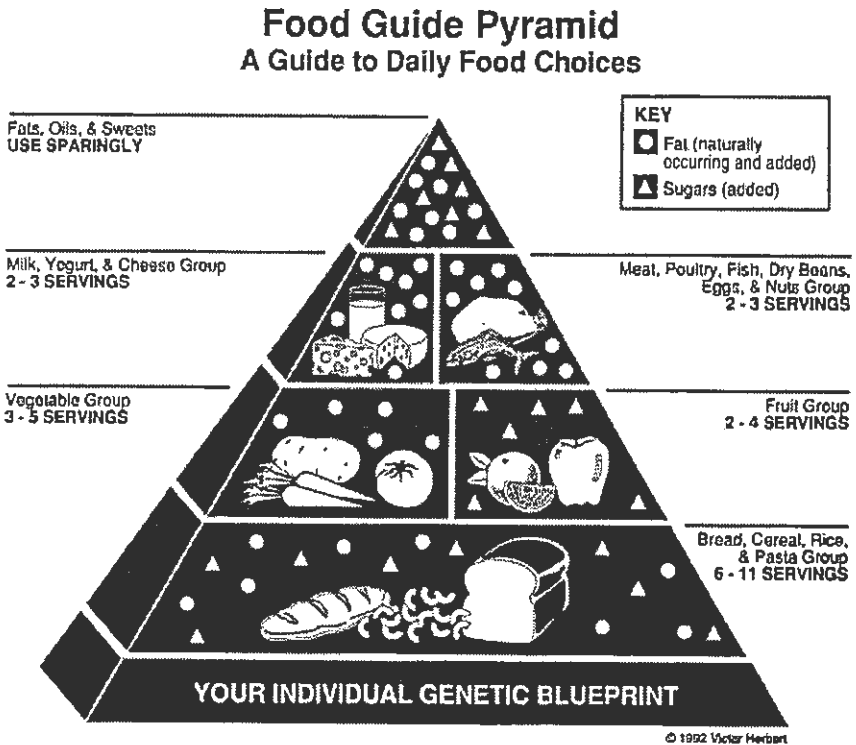 Food Guide Pyramid
A Guide to Daily Food Choices
Fats, Oils, & Sweets
USE SPARINGLY
KEY
Fat (naturally
occurring and added)
Sugars (added)
Milk, Yogurt, & Cheese Group
2 - 3 SERVINGS
Meat, Poultry, Fish, Dry Beans,
Eggs, & Nuts Group
2 - 3 SERVINGS
Vegetable Group
3 - 5 SERVINGS
Fruit Group
2 - 4 SERVINGS
Bread, Cereal, Rice,
& Pasta Group
6 - 11 SERVINGS
YOUR INDIVIDUAL GENETIC BLUEPRINT
© 1992 Victor Herbert